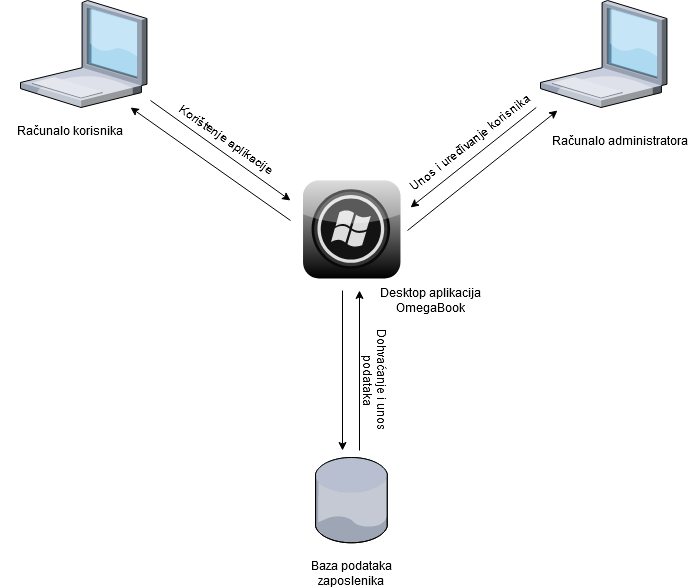 Računalo korisnika
Korištenje aplikacije
Unos i uređivanje korisnika
Računalo administratora
Desktop aplikacija
OmegaBook
Dohvaćanje i unos
podataka
Baza podataka
zaposlenika